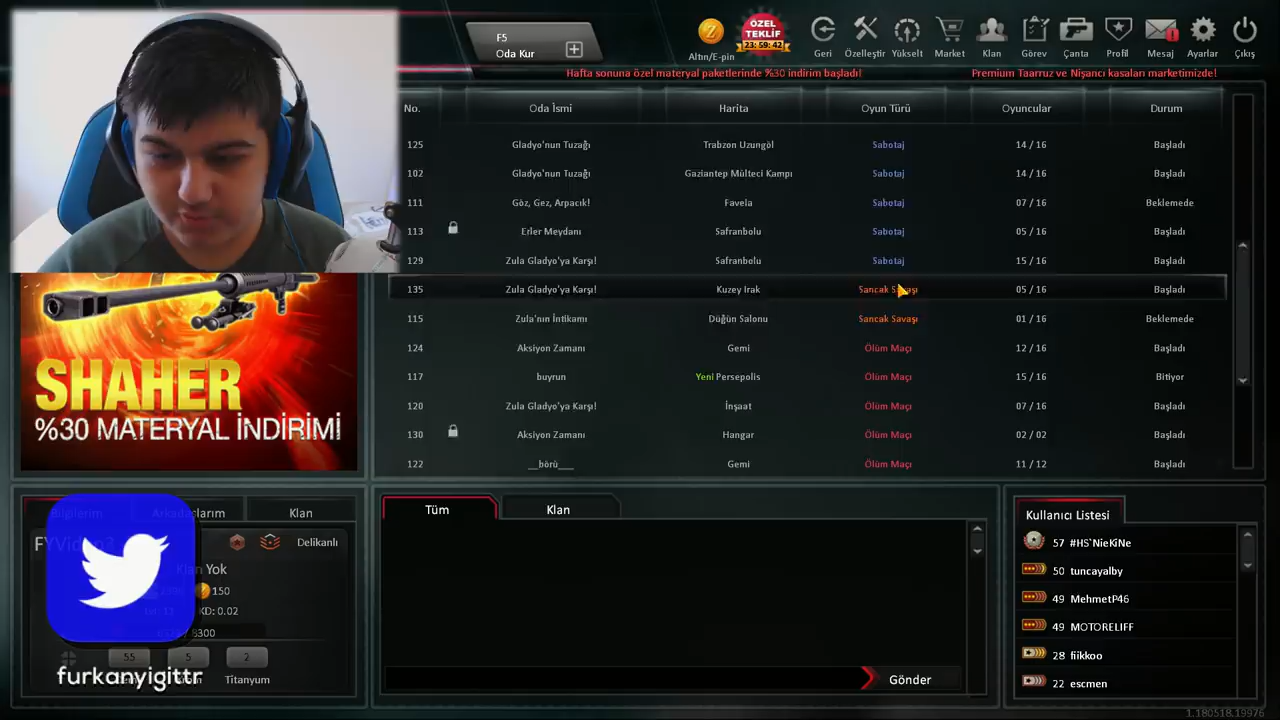 F5
Oda Kur
Altın/E-pin
ÖZEL
TEKLİF
23:59:42
Geri
Özelleştir
Yükselt
Market
Klan
Görev
Çanta
Profil
Mesaj
Ayarlar
Çıkış
Hafta sonuna özel materyal paketlerinde %30 indirim başladı!
Premium Taarruz ve Nişancı kasaları marketimizde!
No. Oda İsmi Harita Oyun Türü Oyuncular Durum
125 Gladyo'nun Tuzağı Trabzon Uzungöl Sabotaj 14 / 16 Başladı
102 Gladyo'nun Tuzağı Gaziantep Mülteci Kampı Sabotaj 14 / 16 Başladı
111 Göz, Gez, Arpacık! Favela Sabotaj 07 / 16 Beklemede
113 Erler Meydanı Safranbolu Sabotaj 05 / 16 Başladı
129 Zula Gladyo'ya Karşı! Safranbolu Sabotaj 15 / 16 Başladı
135 Zula Gladyo'ya Karşı! Kuzey Irak Sancak Savaşı 05 / 16 Başladı
115 Zula'nın İntikamı Düğün Salonu Sancak Savaşı 01 / 16 Beklemede
124 Aksiyon Zamanı Gemi Ölüm Maçı 12 / 16 Başladı
117 buyrun Yeni Persepolis Ölüm Maçı 15 / 16 Bitiyor
120 Zula Gladyo'ya Karşı! İnşaat Ölüm Maçı 07 / 16 Başladı
130 Aksiyon Zamanı Hangar Ölüm Maçı 02 / 02 Başladı
122 __börü___ Gemi Ölüm Maçı 11 / 12 Başladı
SHAHER
%30 MATERYAL İNDİRİMİ
Bilgilerim Arkadaşlarım Klan
Delikanlı
Klan Yok
150
KD: 0.02
55 5 2
Titanyum
furkanyigittr
Tüm Klan
Gönder
Kullanıcı Listesi
57 #HS`NieKiNe
50 tuncayalby
49 MehmetP46
49 MOTORELIFF
28 fiikkoo
22 escmen
1.180518.19976